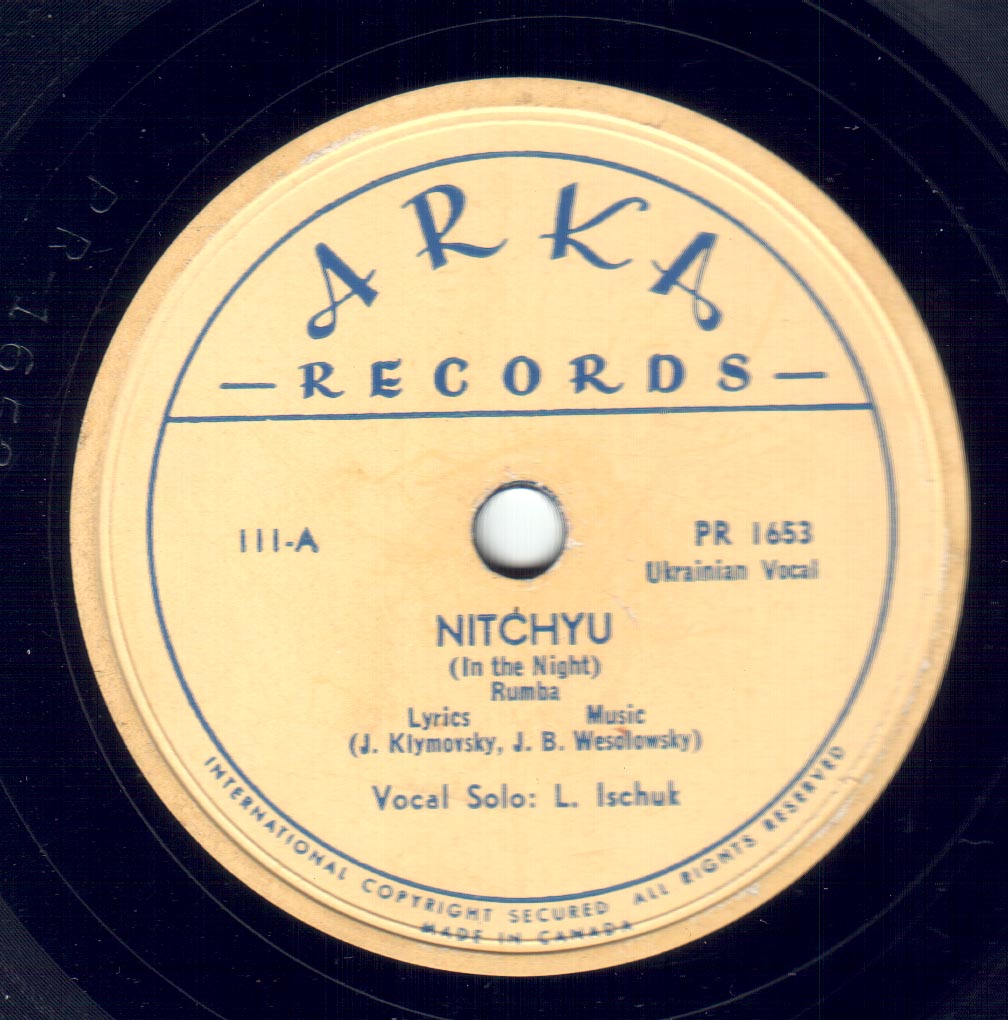 ARKA
— RECORDS —
111-A
PR 1653
Ukrainian Vocal
NITĊHYU
(In the Night)
Rumba
Lyrics Music
(J. Klymovsky, J. B. Wesolowsky)
Vocal Solo: L. Ischuk
INTERNATIONAL COPYRIGHT SECURED ALL RIGHTS RESERVED
MADE IN CANADA